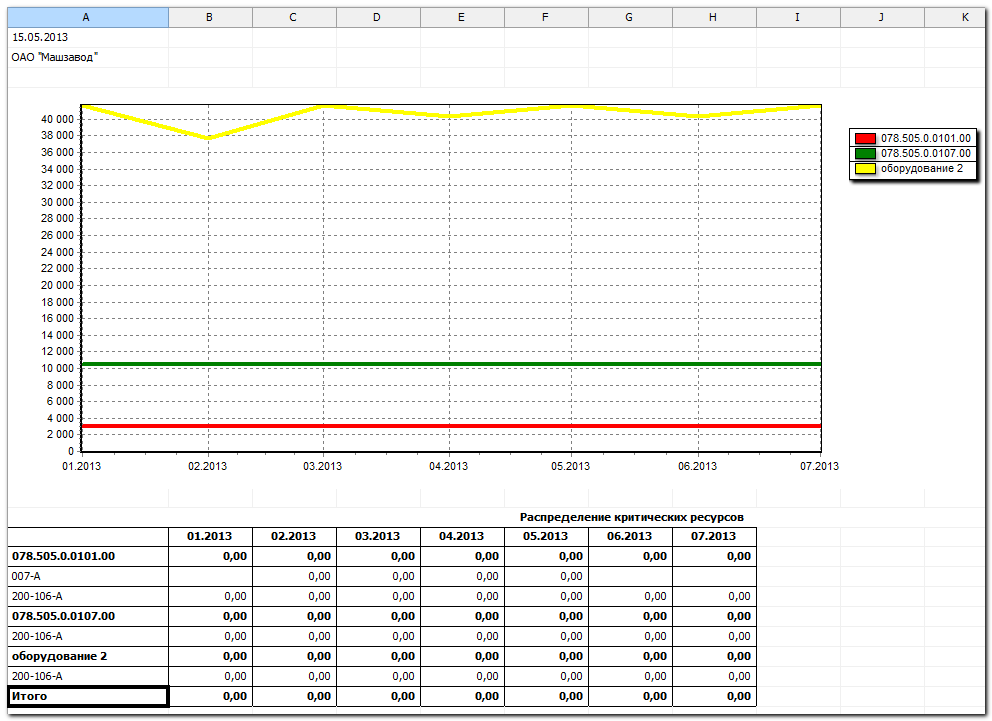 A B C D E F G H I J K
15.05.2013
ОАО "Машзавод"
40 000
38 000
36 000
34 000
32 000
30 000
28 000
26 000
24 000
22 000
20 000
18 000
16 000
14 000
12 000
10 000
8 000
6 000
4 000
2 000
0
01.2013 02.2013 03.2013 04.2013 05.2013 06.2013 07.2013
078.505.0.0101.00
078.505.0.0107.00
оборудование 2
Распределение критических ресурсов
01.2013 02.2013 03.2013 04.2013 05.2013 06.2013 07.2013
078.505.0.0101.00 0,00 0,00 0,00 0,00 0,00 0,00 0,00
007-А 0,00 0,00 0,00 0,00
200-106-А 0,00 0,00 0,00 0,00 0,00 0,00 0,00
078.505.0.0107.00 0,00 0,00 0,00 0,00 0,00 0,00 0,00
200-106-А 0,00 0,00 0,00 0,00 0,00 0,00 0,00
оборудование 2 0,00 0,00 0,00 0,00 0,00 0,00 0,00
200-106-А 0,00 0,00 0,00 0,00 0,00 0,00 0,00
Итого 0,00 0,00 0,00 0,00 0,00 0,00 0,00